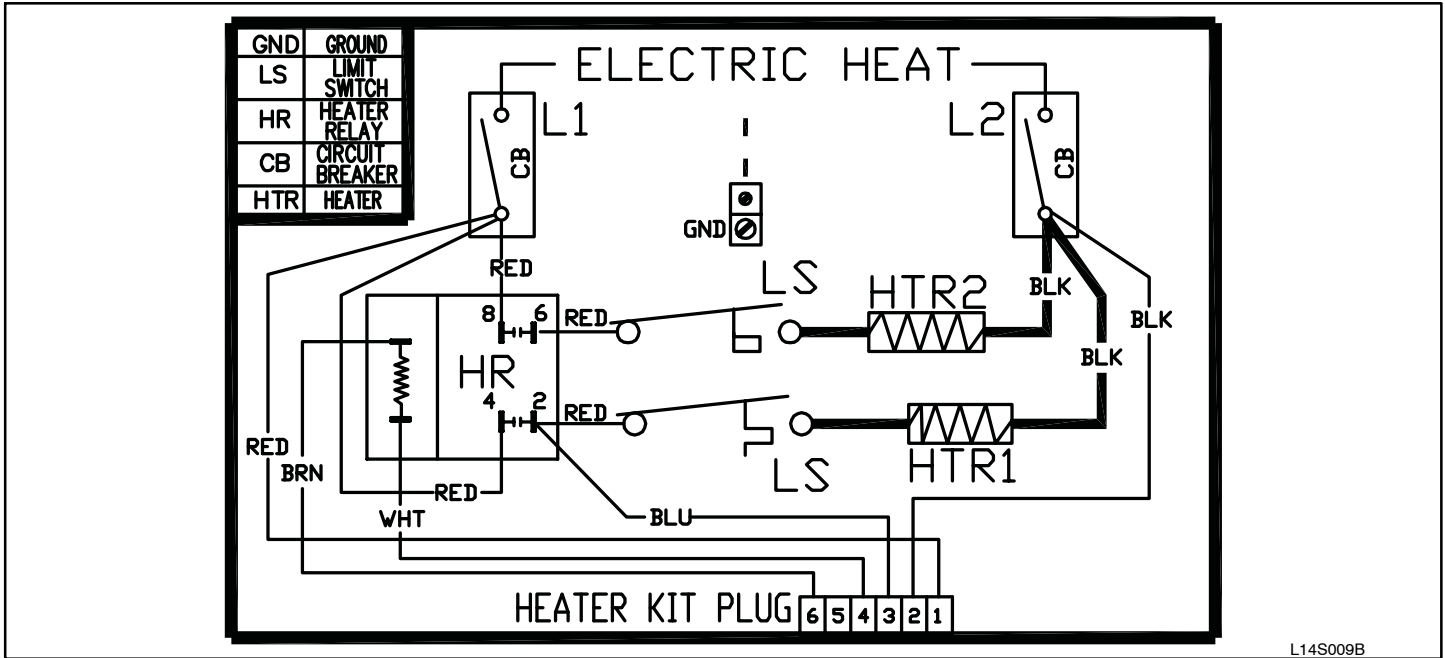 GND GROUND
LS LIMIT
SWITCH
HR HEATER
RELAY
CB CIRCUIT
BREAKER
HTR HEATER
ELECTRIC HEAT
L1
L2
CB
CB
GND
RED
LS
HTR2
BLK
BLK
BLK
8 6
RED
HR
4 2
RED
LS
HTR1
RED
BRN
RED
WHT
BLU
HEATER KIT PLUG 6 5 4 3 2 1
L14S009B